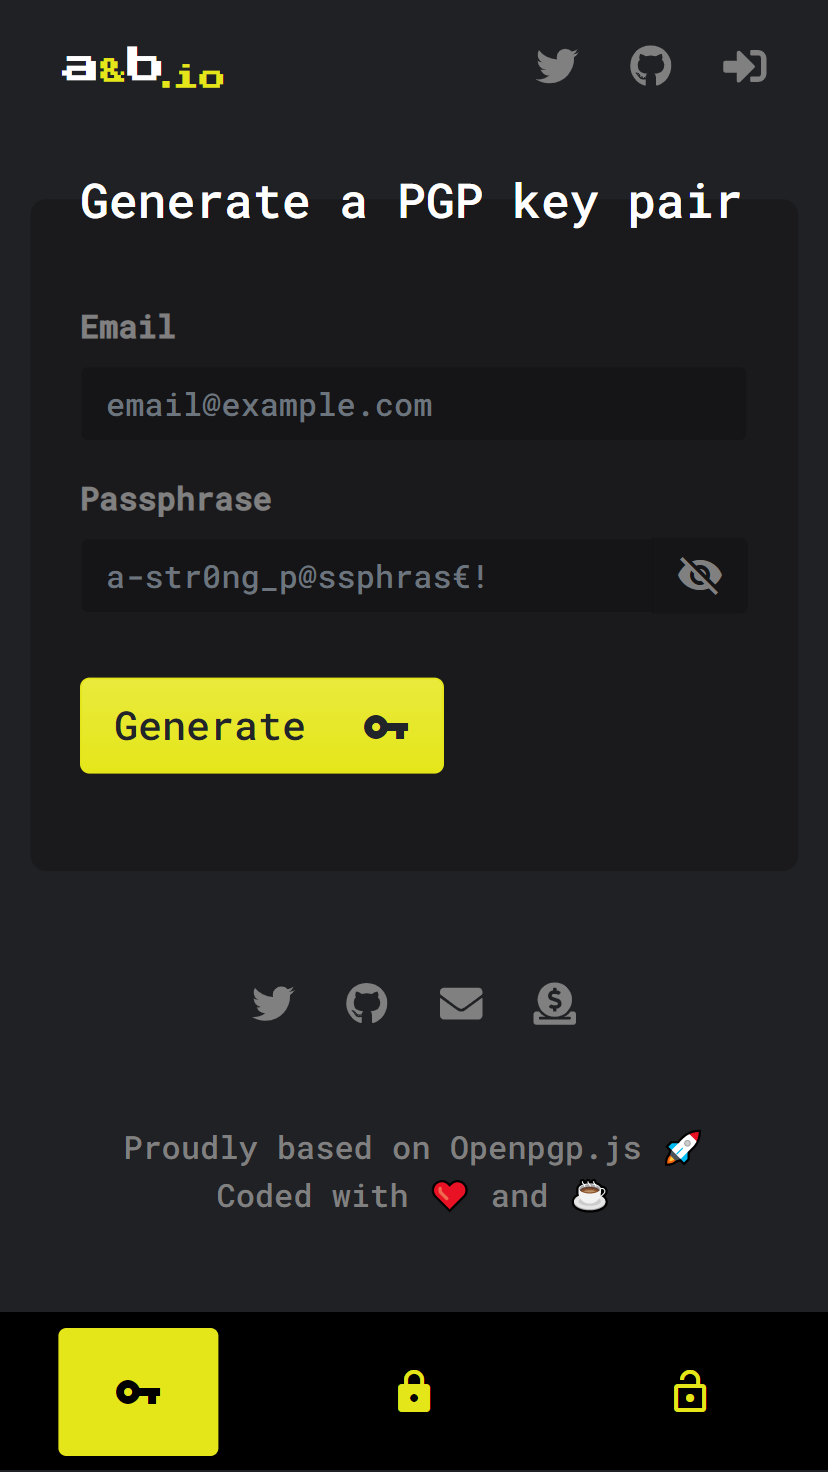 a&b.io
Generate a PGP key pair
Email
email@example.com
Passphrase
a-str0ng_p@ssphras€!
Generate
Proudly based on Openpgp.js 🚀
Coded with ❤️ and ☕